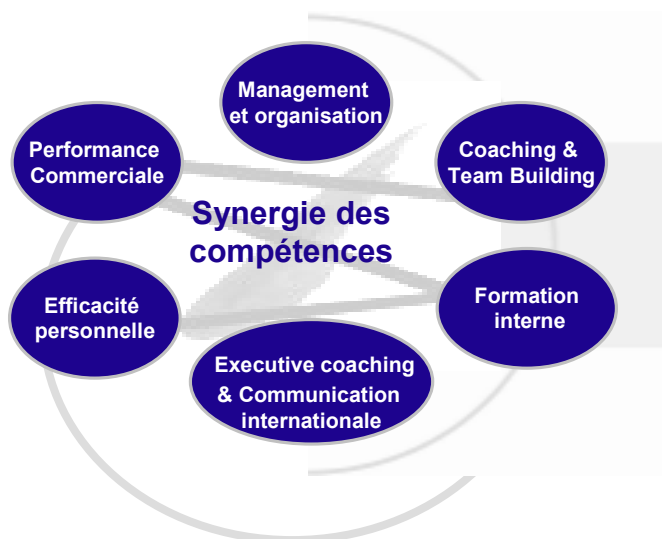 Management
et organisation
Performance
Commerciale
Coaching &
Team Building
Synergie des
compétences
Efficacité
personnelle
Formation
interne
Executive coaching
& Communication
internationale